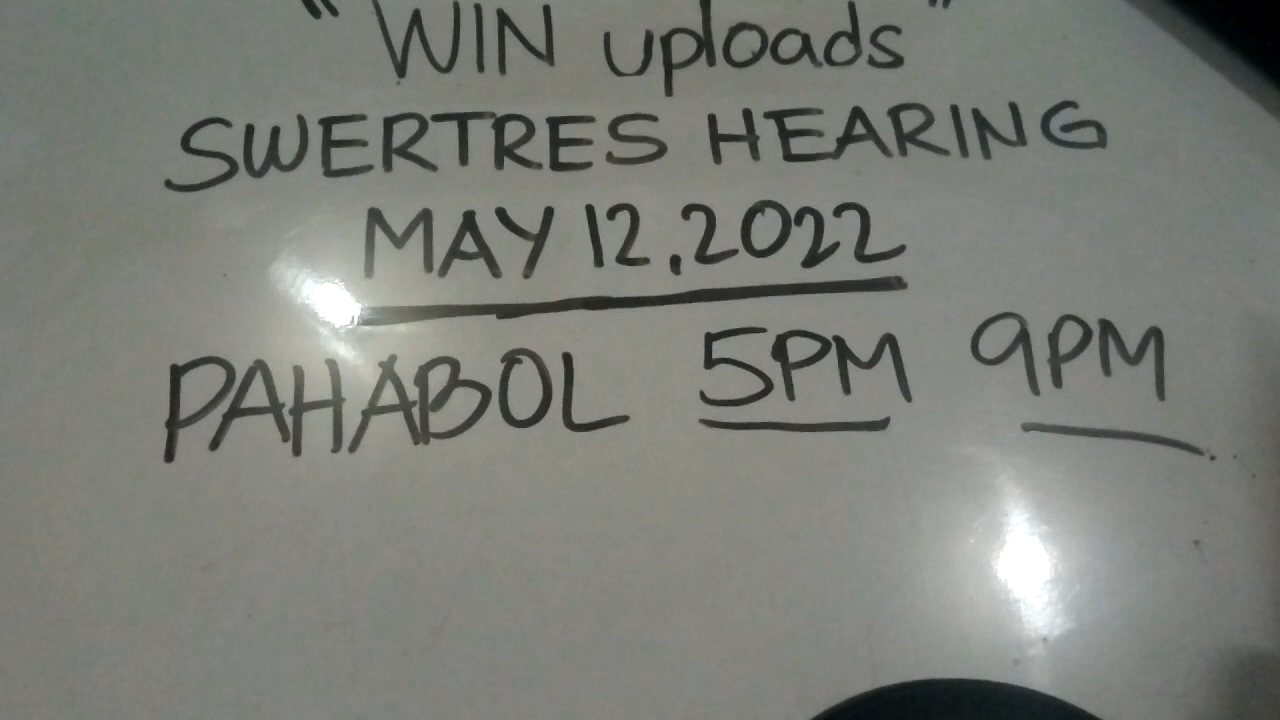 "WIN uploads"
SWERTRES HEARING
MAY 12, 2022
PAHABOL 5PM 9PM